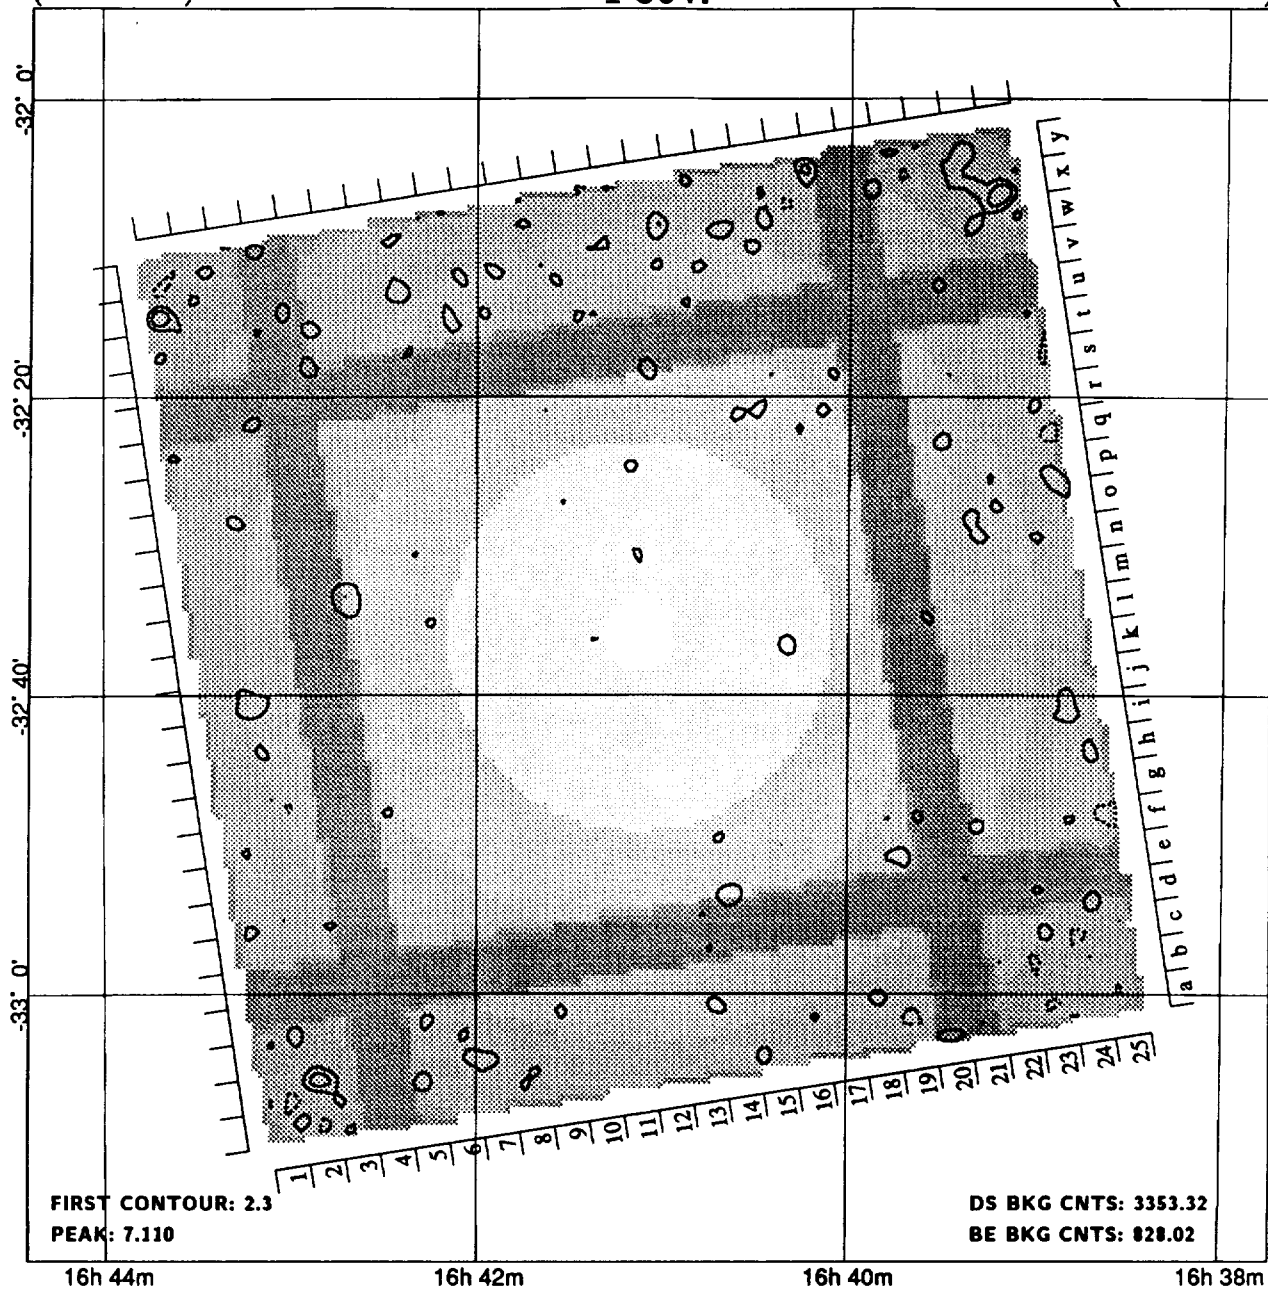 -32° 0'
-32° 20'
-32° 40'
-33° 0'
a b c d e f g h i j k l m n o p q r s t u v w x y
1 2 3 4 5 6 7 8 9 10 11 12 13 14 15 16 17 18 19 20 21 22 23 24 25
FIRST CONTOUR: 2.3
PEAK: 7.110
DS BKG CNTS: 3353.32
BE BKG CNTS: 828.02
16h 44m
16h 42m
16h 40m
16h 38m